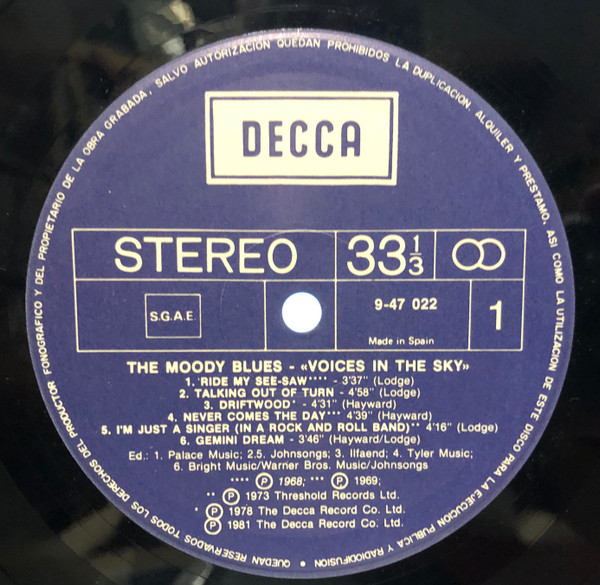 QUEDAN RESERVADOS TODOS LOS DERECHOS DEL PRODUCTOR FONOGRAFICO Y DEL PROPIETARIO DE LA OBRA GRABADA. SALVO AUTORIZACIÓN QUEDAN PROHIBIDOS LA DUPLICACION, ALQUILER Y PRESTAMO, ASI COMO LA UTILIZACION DE ESTE DISCO PARA LA EJECUCION PUBLICA Y RADIODIFUSION •
DECCA
STEREO 33 1/3
S.G.A.E. 9-47 022 1
Made in Spain
THE MOODY BLUES - «VOICES IN THE SKY»
1. RIDE MY SEE-SAW**** - 3'37" (Lodge)
2. TALKING OUT OF TURN - 4'58" (Lodge)
3. DRIFTWOOD* - 4'31" (Hayward)
4. NEVER COMES THE DAY*** 4'39" (Hayward)
5. I'M JUST A SINGER (IN A ROCK AND ROLL BAND)** 4'16" (Lodge)
6. GEMINI DREAM - 3'46" (Hayward/Lodge)
Ed.: 1. Palace Music; 2.5. Johnsongs; 3. Ilfaend; 4. Tyler Music;
6. Bright Music/Warner Bros. Music/Johnsongs
**** Ⓟ 1968; *** Ⓟ 1969;
** Ⓟ 1973 Threshold Records Ltd.
* Ⓟ 1978 The Decca Record Co. Ltd.
Ⓟ 1981 The Decca Record Co. Ltd.